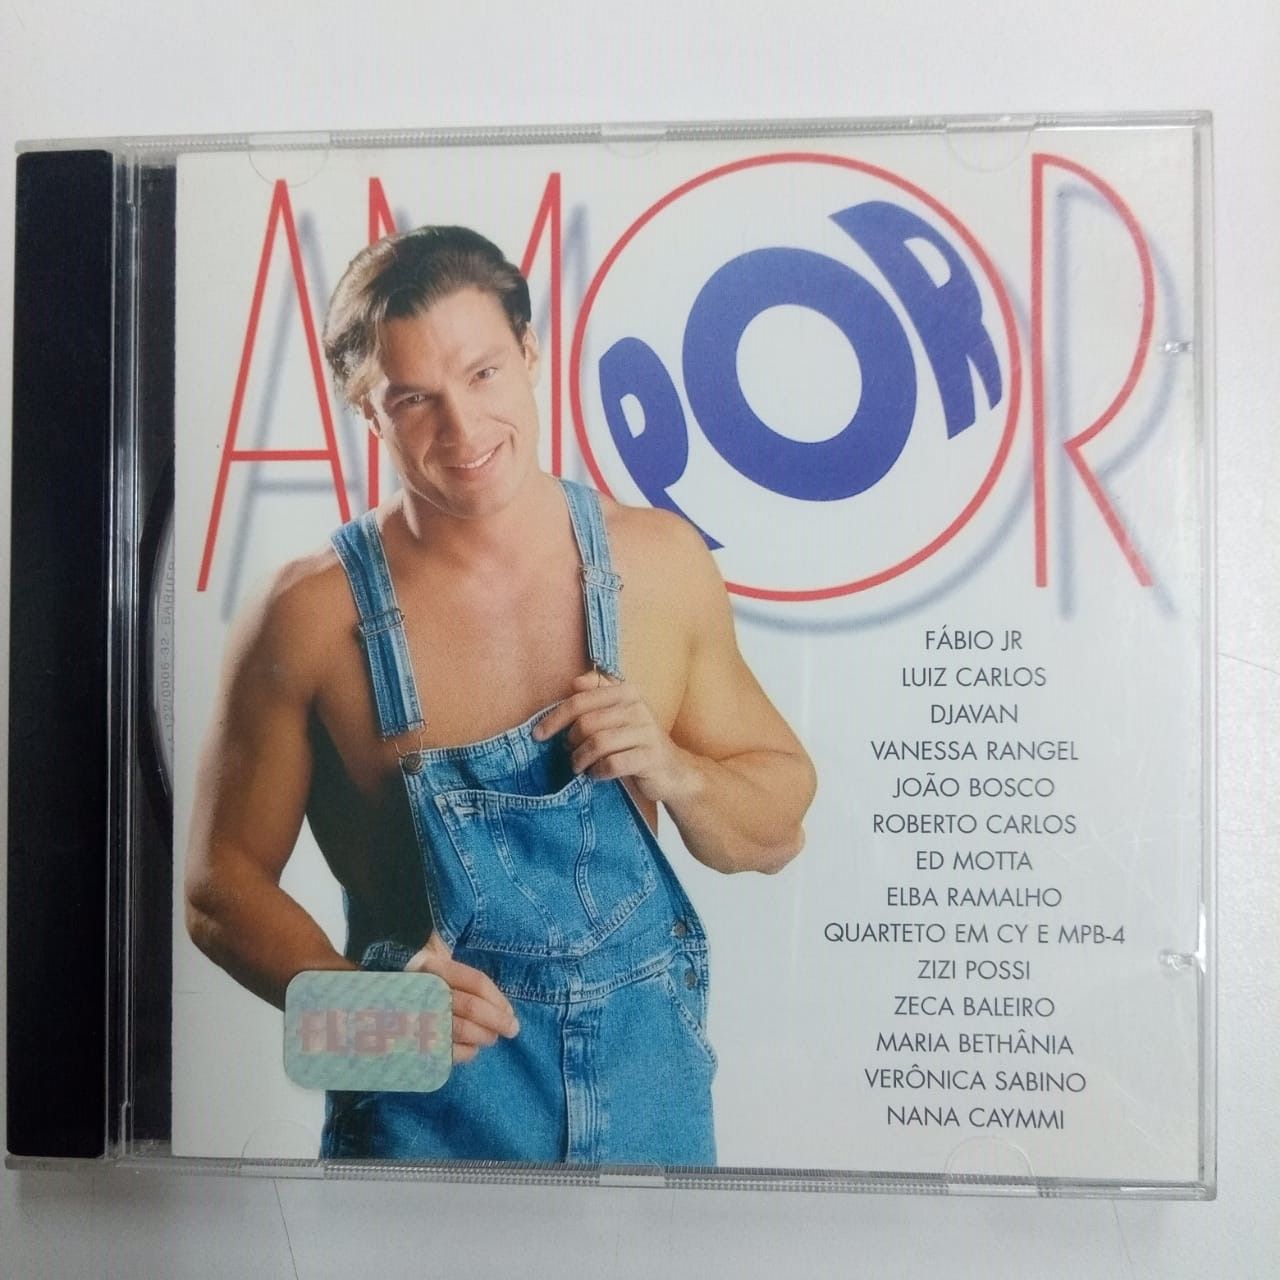 AMOR
POR
FÁBIO JR
LUIZ CARLOS
DJAVAN
VANESSA RANGEL
JOÃO BOSCO
ROBERTO CARLOS
ED MOTTA
ELBA RAMALHO
QUARTETO EM CY E MPB-4
ZIZI POSSI
ZECA BALEIRO
MARIA BETHÂNIA
VERÔNICA SABINO
NANA CAYMMI